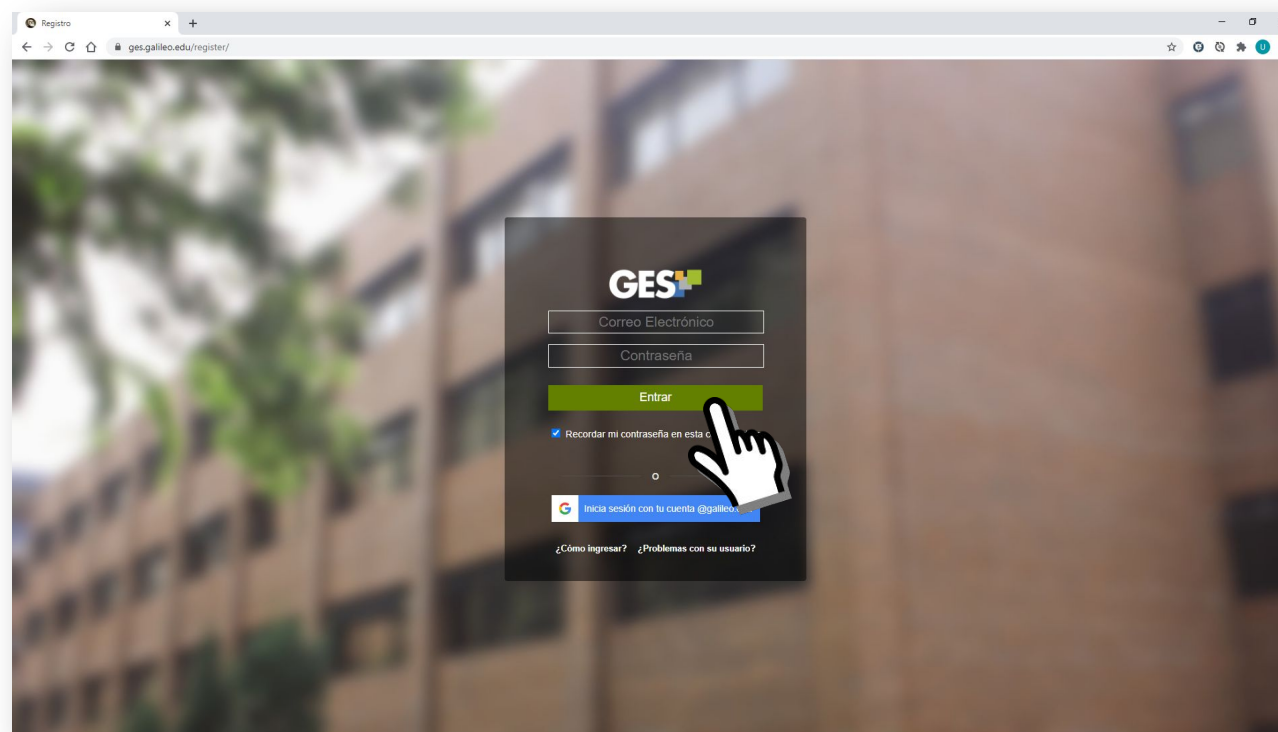 Registro
ges.galileo.edu/register/
U
GES
Correo Electrónico
Contraseña
Entrar
Recordar mi contraseña en esta
O
Inicia sesión con tu cuenta @galileo.
¿Cómo ingresar? ¿Problemas con su usuario?